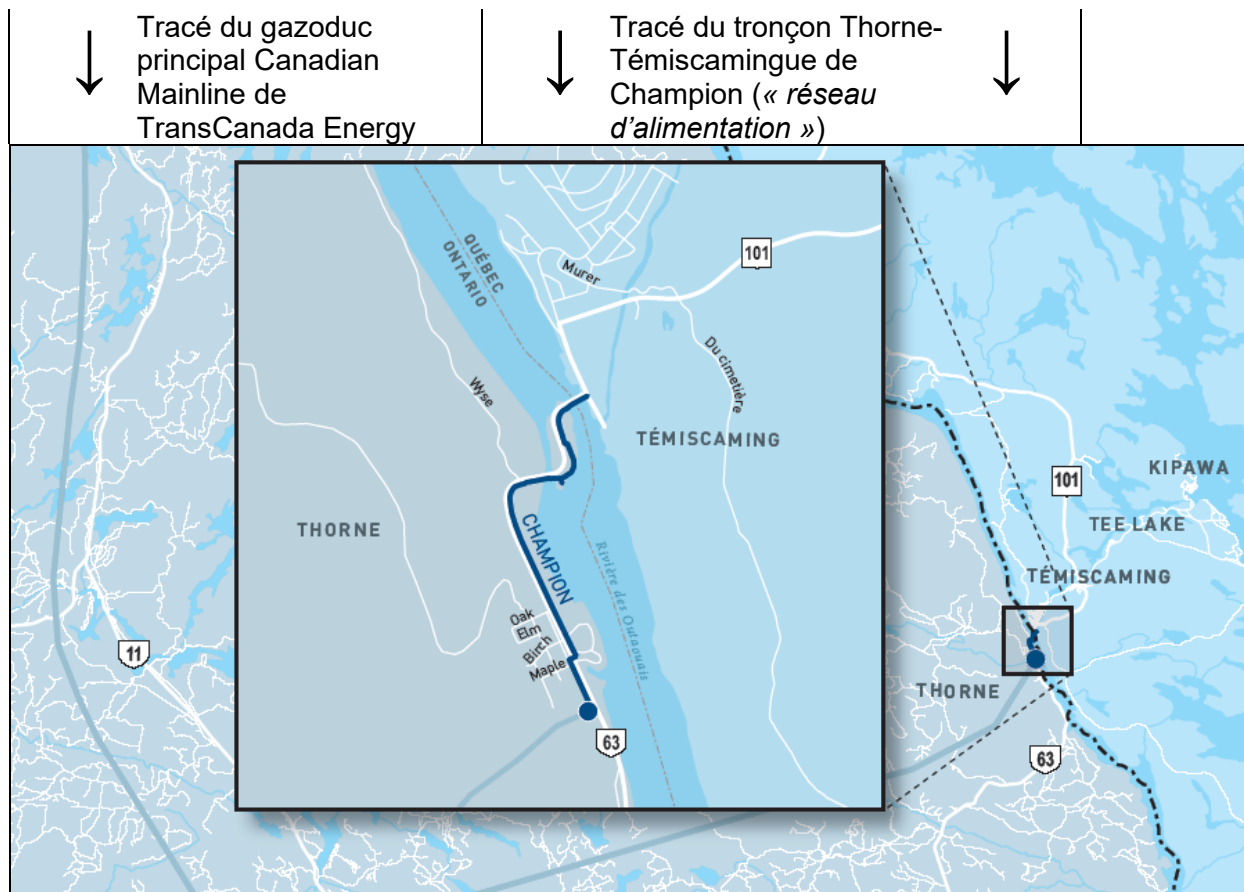 ↓
Tracé du gazoduc
principal Canadian
Mainline de
TransCanada Energy
↓
Tracé du tronçon Thorne-
Témiscamingue de
Champion (« réseau
d’alimentation »)
↓
QUÉBEC
ONTARIO
Murer
101
Du cimetière
Wyse
TÉMISCAMING
THORNE
CHAMPION
Rivière des Outaouais
Oak
Elm
Birch
Maple
63
11
KIPAWA
101
TEE LAKE
TÉMISCAMING
THORNE
63